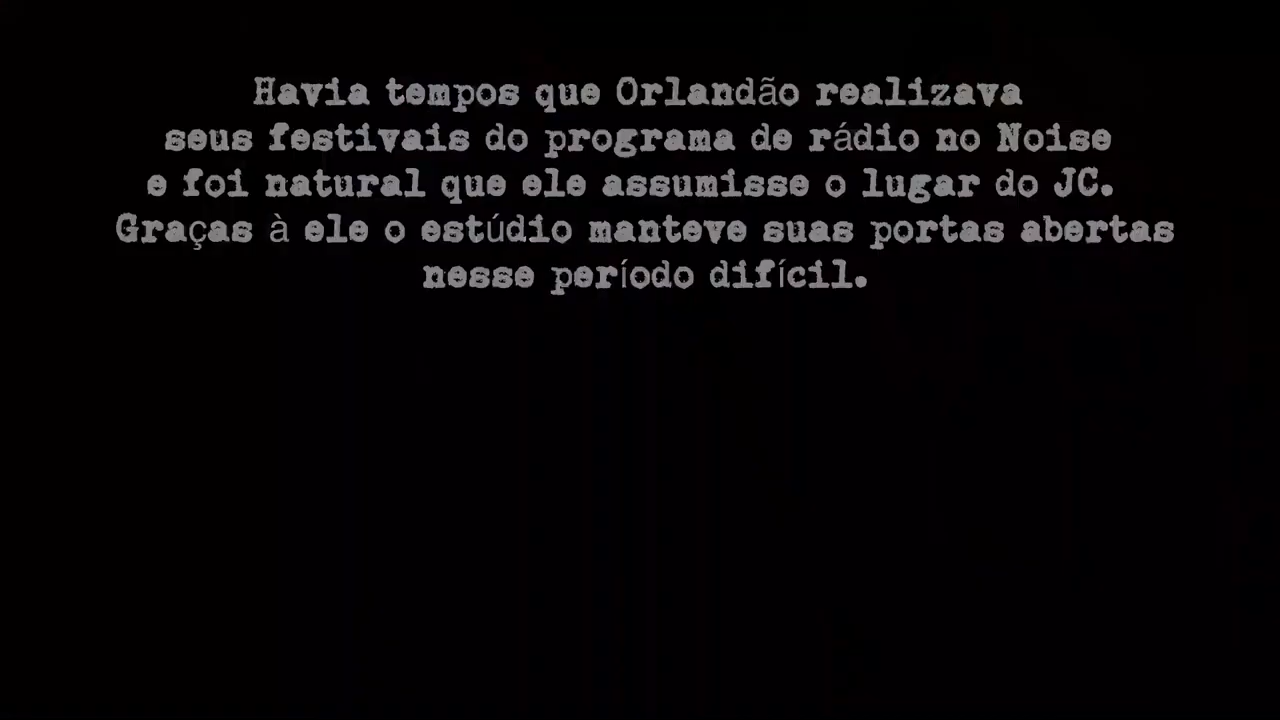 Havia tempos que Orlandão realizava
seus festivais do programa de rádio no Noise
e foi natural que ele assumisse o lugar do JC.
Graças à ele o estúdio manteve suas portas abertas
nesse período difícil.